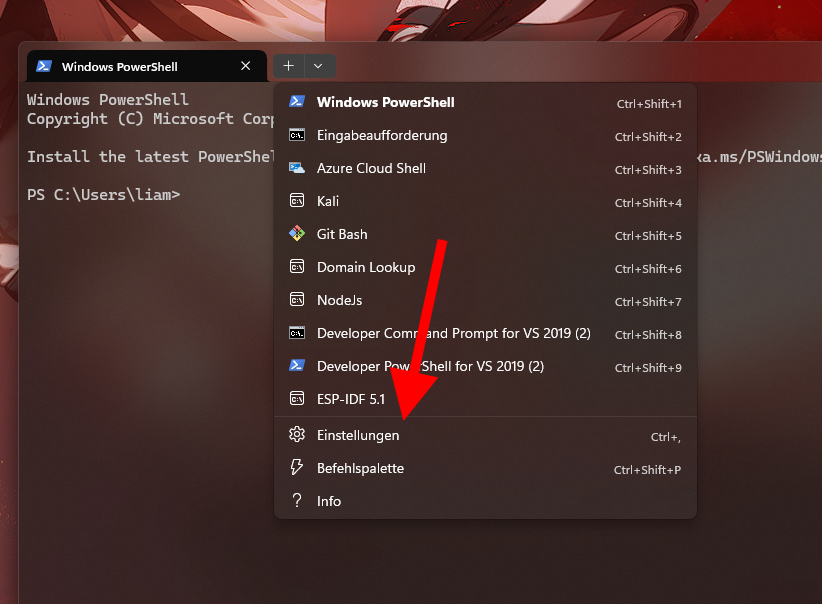 Windows PowerShell
Windows PowerShell
Copyright (C) Microsoft Corp
Install the latest PowerShel
xa.ms/PSWindows
PS C:\Users\liam>
Windows PowerShell Ctrl+Shift+1
Eingabeaufforderung Ctrl+Shift+2
Azure Cloud Shell Ctrl+Shift+3
Kali Ctrl+Shift+4
Git Bash Ctrl+Shift+5
Domain Lookup Ctrl+Shift+6
NodeJs Ctrl+Shift+7
Developer Command Prompt for VS 2019 (2) Ctrl+Shift+8
Developer PowerShell for VS 2019 (2) Ctrl+Shift+9
ESP-IDF 5.1
Einstellungen Ctrl+,
Befehlspalette Ctrl+Shift+P
Info